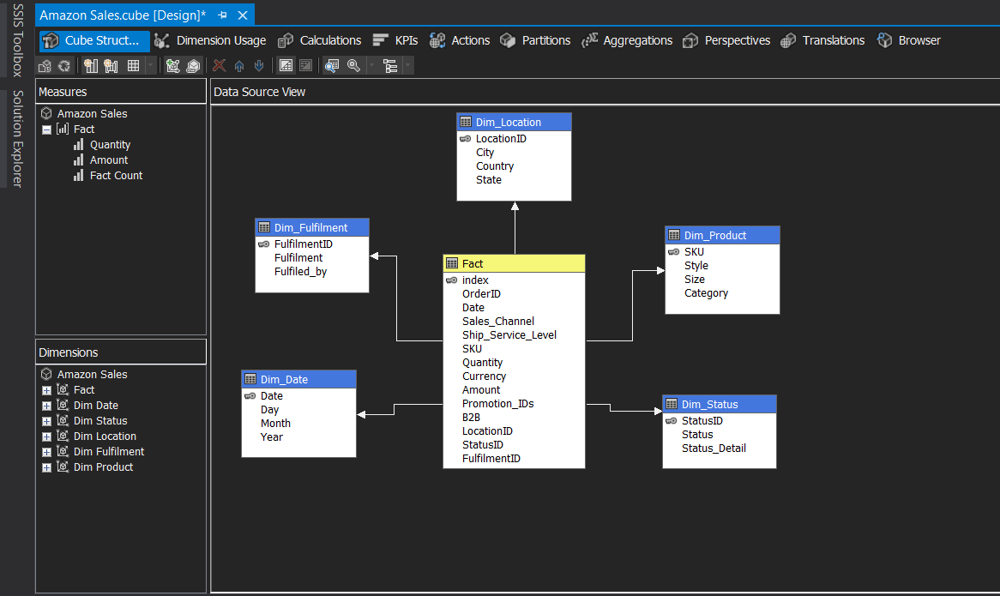 SSIS Toolbox
Solution Explorer
Amazon Sales.cube [Design]*
Cube Struct... Dimension Usage Calculations KPIs Actions Partitions Aggregations Perspectives Translations Browser
Measures
Amazon Sales
Fact
Quantity
Amount
Fact Count
Dimensions
Amazon Sales
Fact
Dim Date
Dim Status
Dim Location
Dim Fulfilment
Dim Product
Data Source View
Dim_Location
LocationID
City
Country
State
Dim_Fulfilment
FulfilmentID
Fulfilment
Fulfiled_by
Dim_Product
SKU
Style
Size
Category
Fact
index
OrderID
Date
Sales_Channel
Ship_Service_Level
SKU
Quantity
Currency
Amount
Promotion_IDs
B2B
LocationID
StatusID
FulfilmentID
Dim_Date
Date
Day
Month
Year
Dim_Status
StatusID
Status
Status_Detail